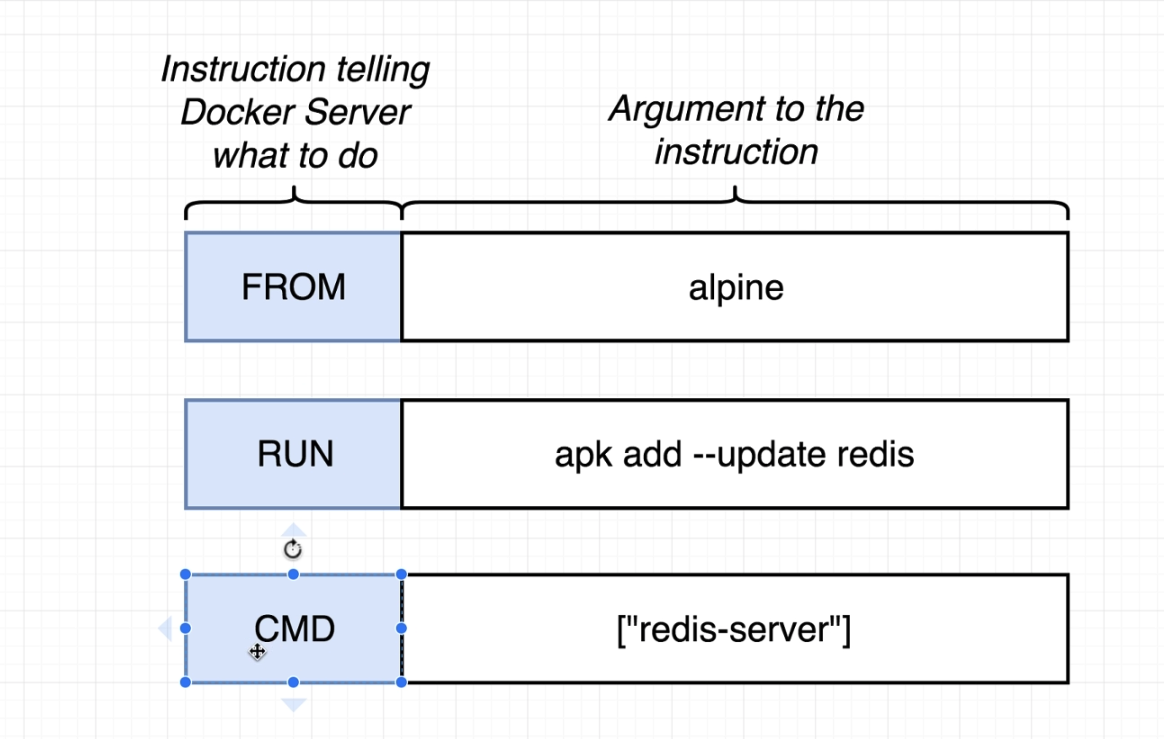 Instruction telling
Docker Server
what to do
Argument to the
instruction
FROM
alpine
RUN
apk add --update redis
CMD
["redis-server"]